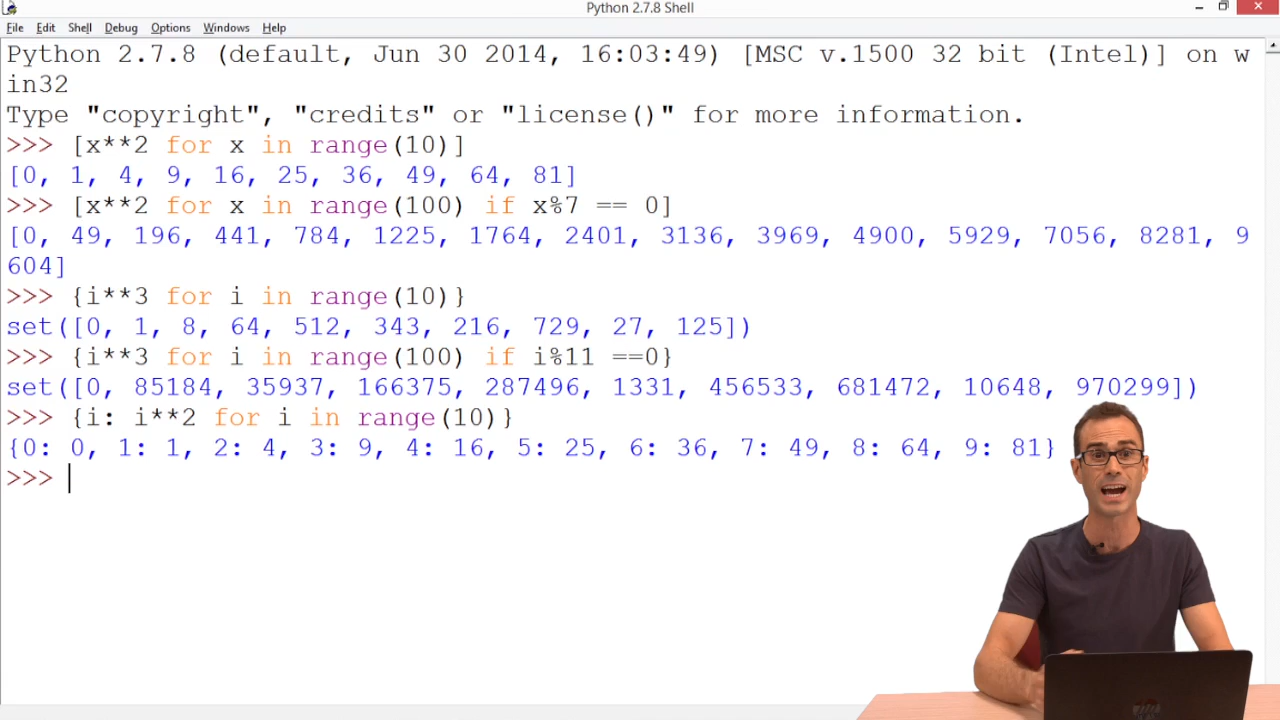 Python 2.7.8 Shell
File Edit Shell Debug Options Windows Help
Python 2.7.8 (default, Jun 30 2014, 16:03:49) [MSC v.1500 32 bit (Intel)] on w
in32
Type "copyright", "credits" or "license()" for more information.
>>> [x**2 for x in range(10)]
[0, 1, 4, 9, 16, 25, 36, 49, 64, 81]
>>> [x**2 for x in range(100) if x%7 == 0]
[0, 49, 196, 441, 784, 1225, 1764, 2401, 3136, 3969, 4900, 5929, 7056, 8281, 9
604]
>>> {i**3 for i in range(10)}
set([0, 1, 8, 64, 512, 343, 216, 729, 27, 125])
>>> {i**3 for i in range(100) if i%11 ==0}
set([0, 85184, 35937, 166375, 287496, 1331, 456533, 681472, 10648, 970299])
>>> {i: i**2 for i in range(10)}
{0: 0, 1: 1, 2: 4, 3: 9, 4: 16, 5: 25, 6: 36, 7: 49, 8: 64, 9: 81}
>>>